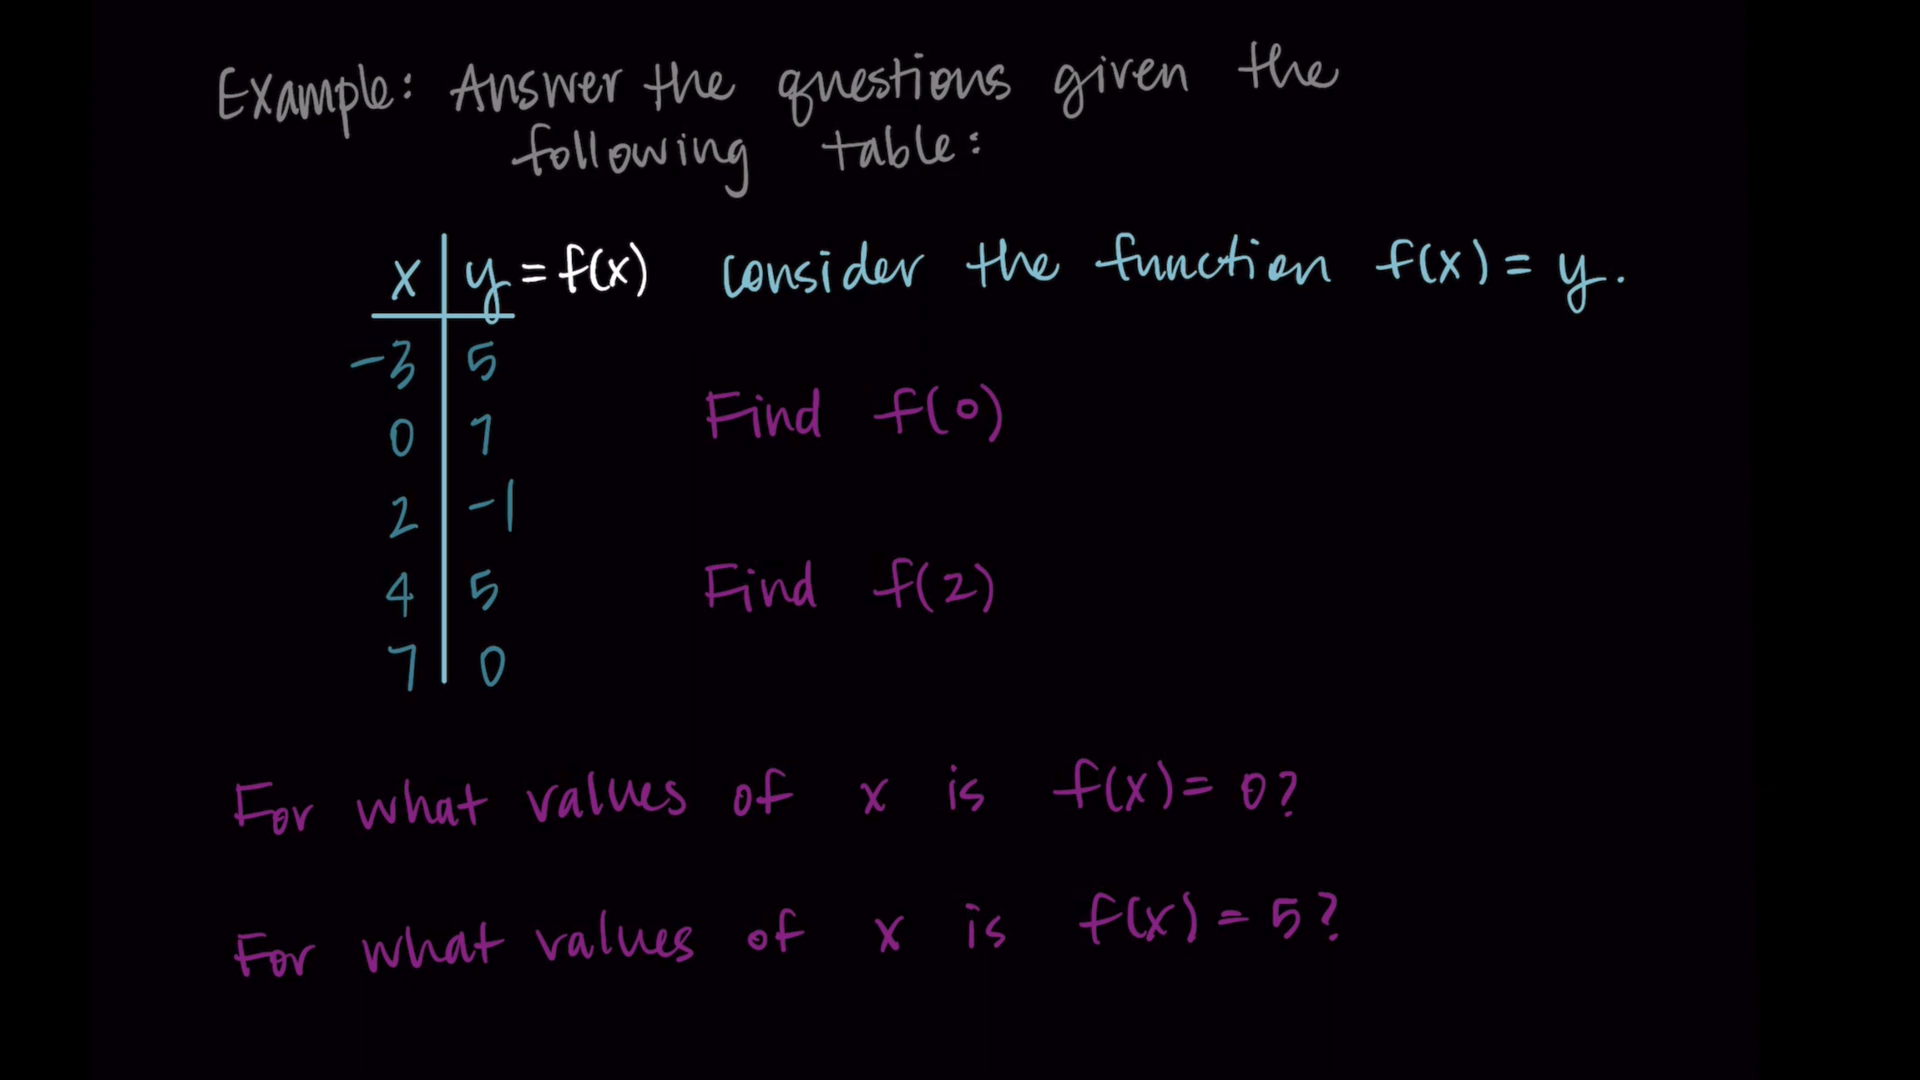 Example: Answer the questions given the
following table:
x | y = f(x) consider the function f(x) = y.
-3 | 5
Find f(0)
0 | 7
2 | -1
Find f(2)
4 | 5
7 | 0
For what values of x is f(x) = 0?
For what values of x is f(x) = 5?